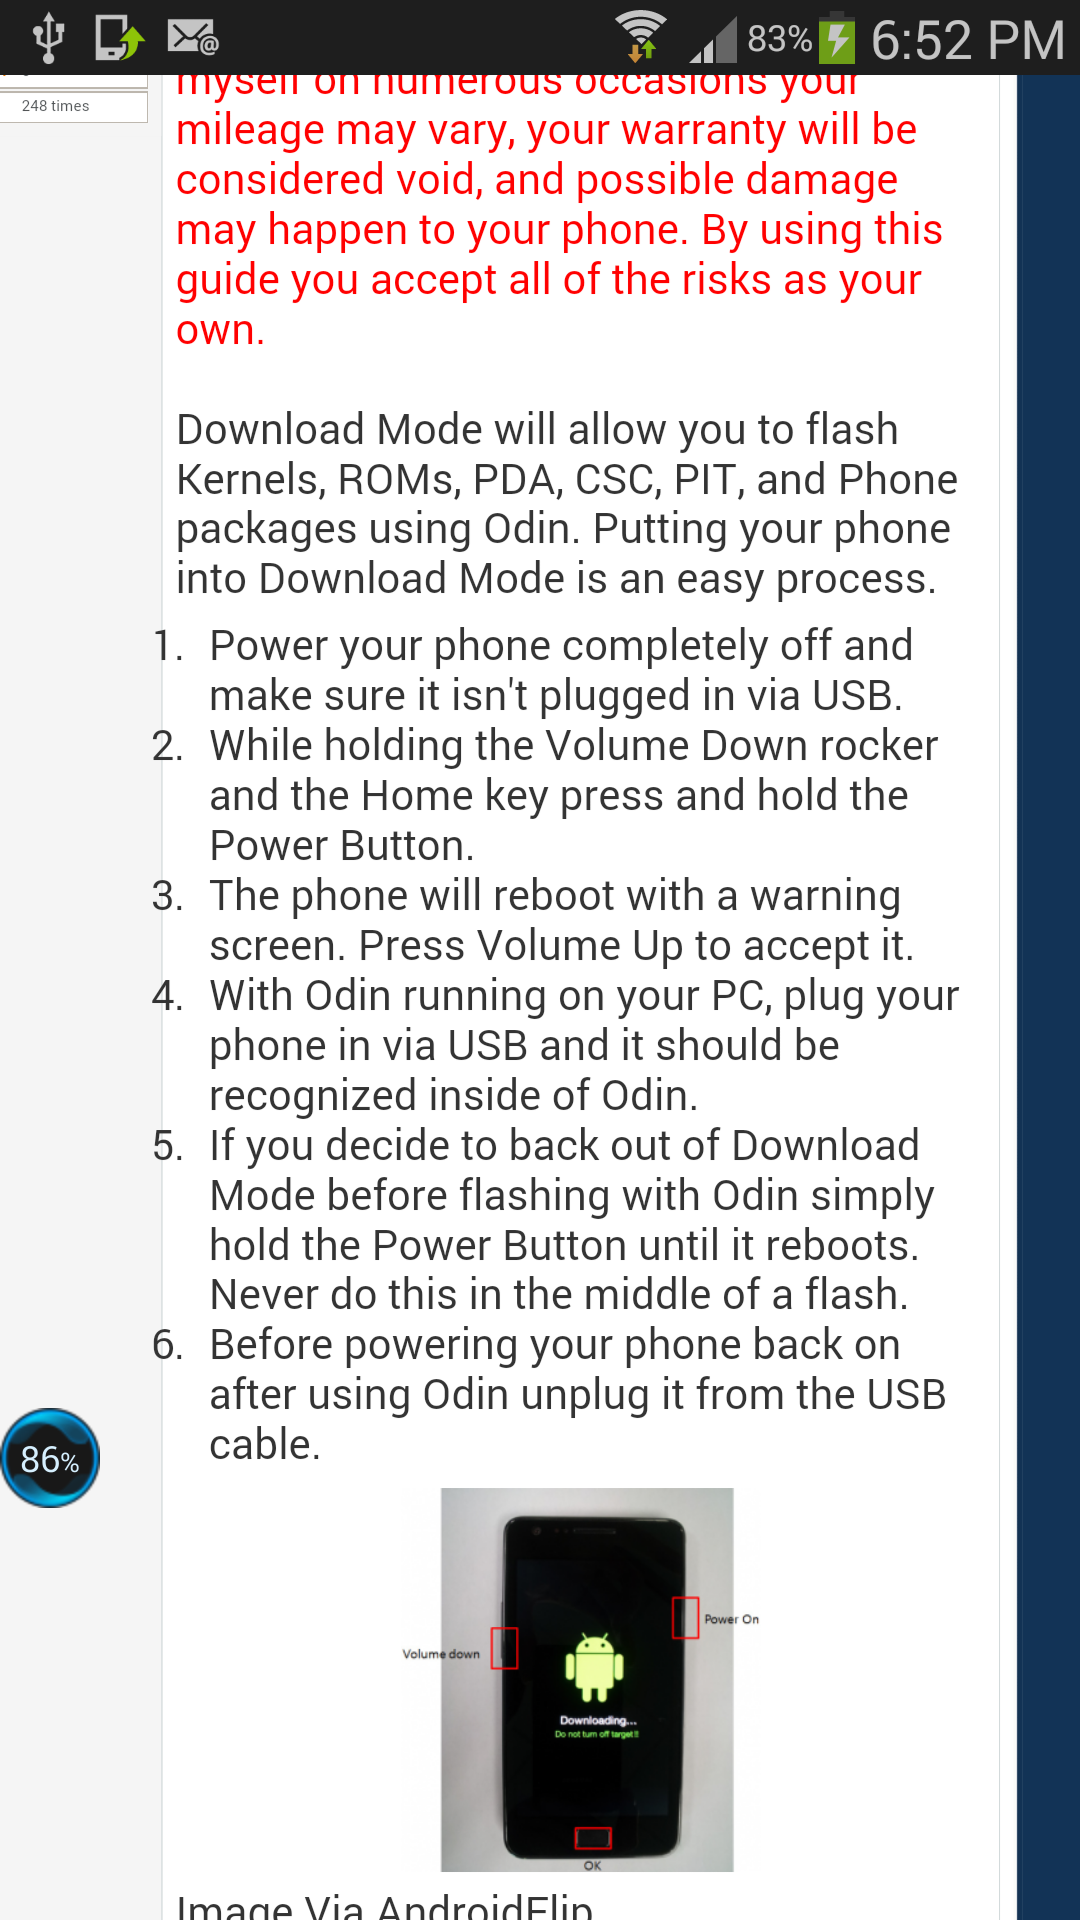 83% 6:52 PM
248 times
myself on numerous occasions your
mileage may vary, your warranty will be
considered void, and possible damage
may happen to your phone. By using this
guide you accept all of the risks as your
own.
Download Mode will allow you to flash
Kernels, ROMs, PDA, CSC, PIT, and Phone
packages using Odin. Putting your phone
into Download Mode is an easy process.
1. Power your phone completely off and
make sure it isn't plugged in via USB.
2. While holding the Volume Down rocker
and the Home key press and hold the
Power Button.
3. The phone will reboot with a warning
screen. Press Volume Up to accept it.
4. With Odin running on your PC, plug your
phone in via USB and it should be
recognized inside of Odin.
5. If you decide to back out of Download
Mode before flashing with Odin simply
hold the Power Button until it reboots.
Never do this in the middle of a flash.
6. Before powering your phone back on
after using Odin unplug it from the USB
cable.
86%
Power On
Volume down
Downloading...
Do not turn off target!!
OK
Image Via AndroidFlip